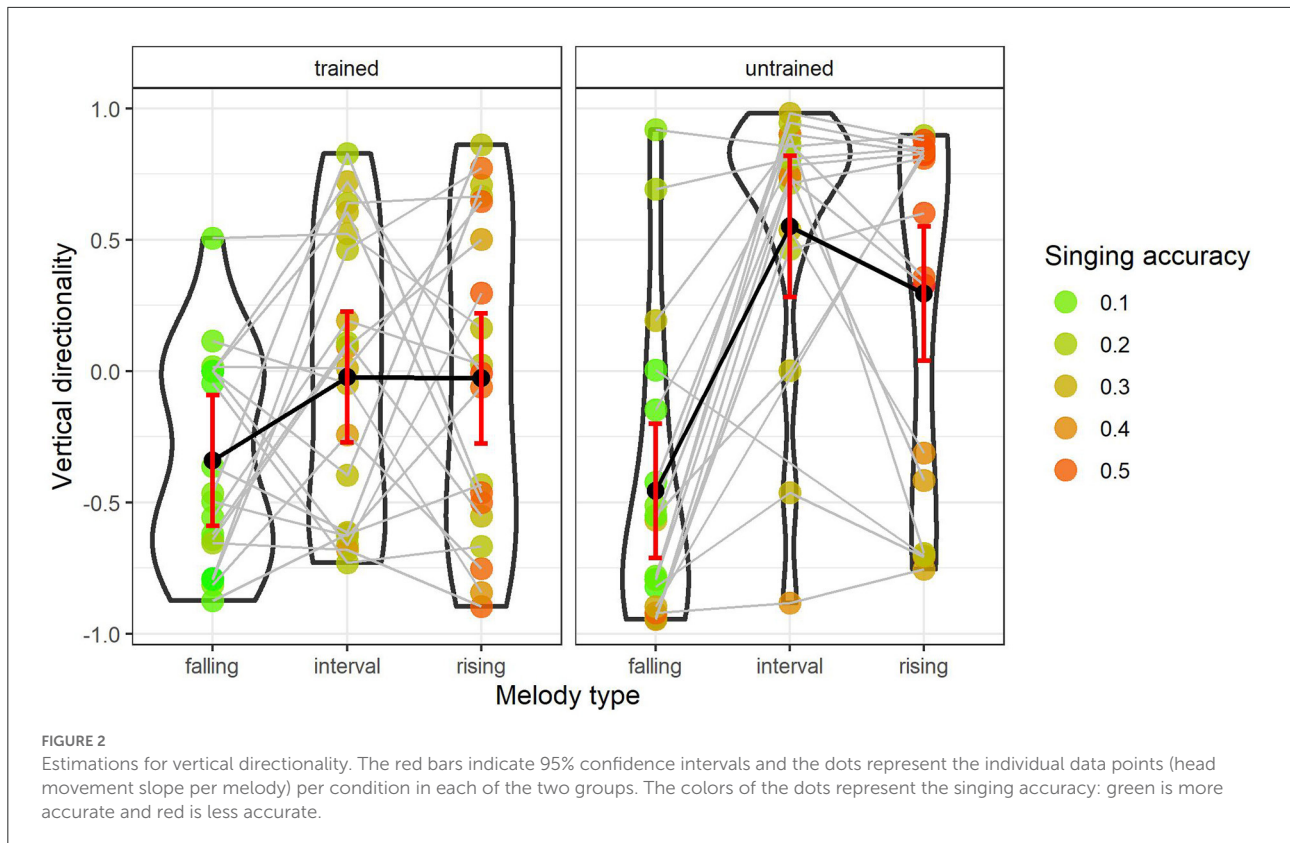 trained
untrained
1.0
0.5
0.0
-0.5
-1.0
Vertical directionality
falling
interval
rising
falling
interval
rising
Melody type
Singing accuracy
0.1
0.2
0.3
0.4
0.5
FIGURE 2
Estimations for vertical directionality. The red bars indicate 95% confidence intervals and the dots represent the individual data points (head
movement slope per melody) per condition in each of the two groups. The colors of the dots represent the singing accuracy: green is more
accurate and red is less accurate.